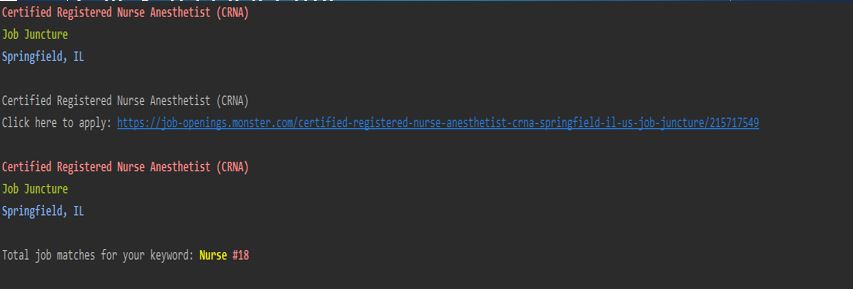 Certified Registered Nurse Anesthetist (CRNA)
Job Juncture
Springfield, IL
Certified Registered Nurse Anesthetist (CRNA)
Click here to apply: https://job-openings.monster.com/certified-registered-nurse-anesthetist-crna-springfield-il-us-job-juncture/215717549
Certified Registered Nurse Anesthetist (CRNA)
Job Juncture
Springfield, IL
Total job matches for your keyword: Nurse #18